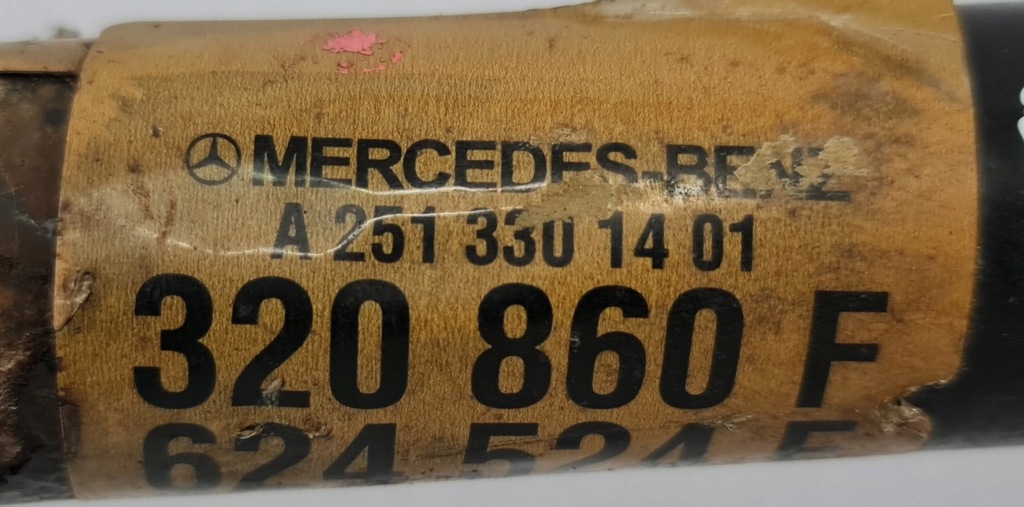 MERCEDES-BENZ
A 251 330 14 01
320 860 F
624 524 F